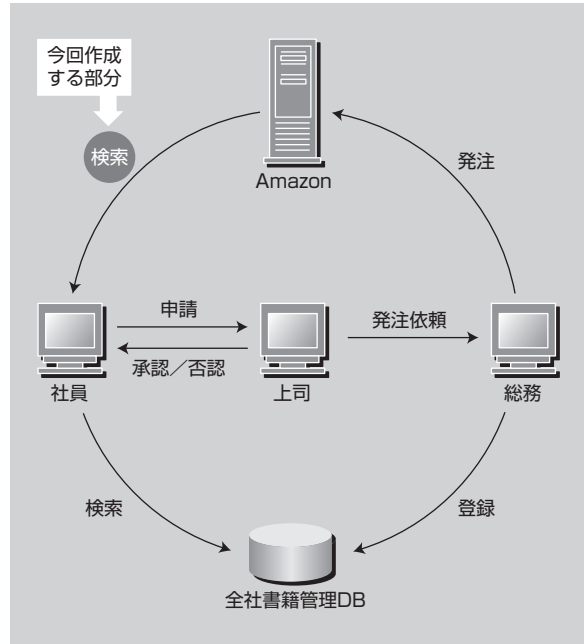 今回作成
する部分
検索
Amazon
発注
申請
承認／否認
発注依頼
社員
上司
総務
検索
登録
全社書籍管理DB